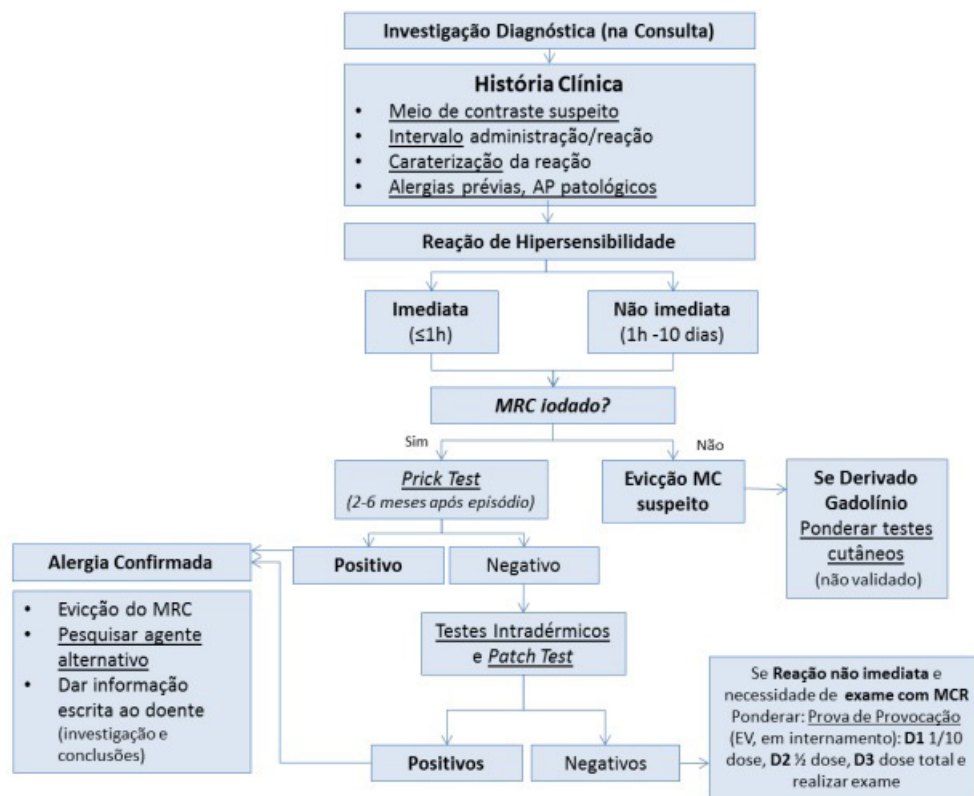 Investigação Diagnóstica (na Consulta)
História Clínica
• Meio de contraste suspeito
• Intervalo administração/reação
• Caraterização da reação
• Alergias prévias, AP patológicos
Reação de Hipersensibilidade
Imediata
(≤1h)
Não imediata
(1h -10 dias)
MRC iodado?
Sim
Não
Prick Test
(2-6 meses após episódio)
Evicção MC
suspeito
Se Derivado
Gadolínio
Ponderar testes
cutâneos
(não validado)
Alergia Confirmada
Positivo
Negativo
• Evicção do MRC
• Pesquisar agente
alternativo
• Dar informação
escrita ao doente
(investigação e
conclusões)
Testes Intradérmicos
e Patch Test
Positivos
Negativos
Se Reação não imediata e
necessidade de exame com MCR
Ponderar: Prova de Provocação
(EV, em internamento): D1 1/10
dose, D2 ½ dose, D3 dose total e
realizar exame